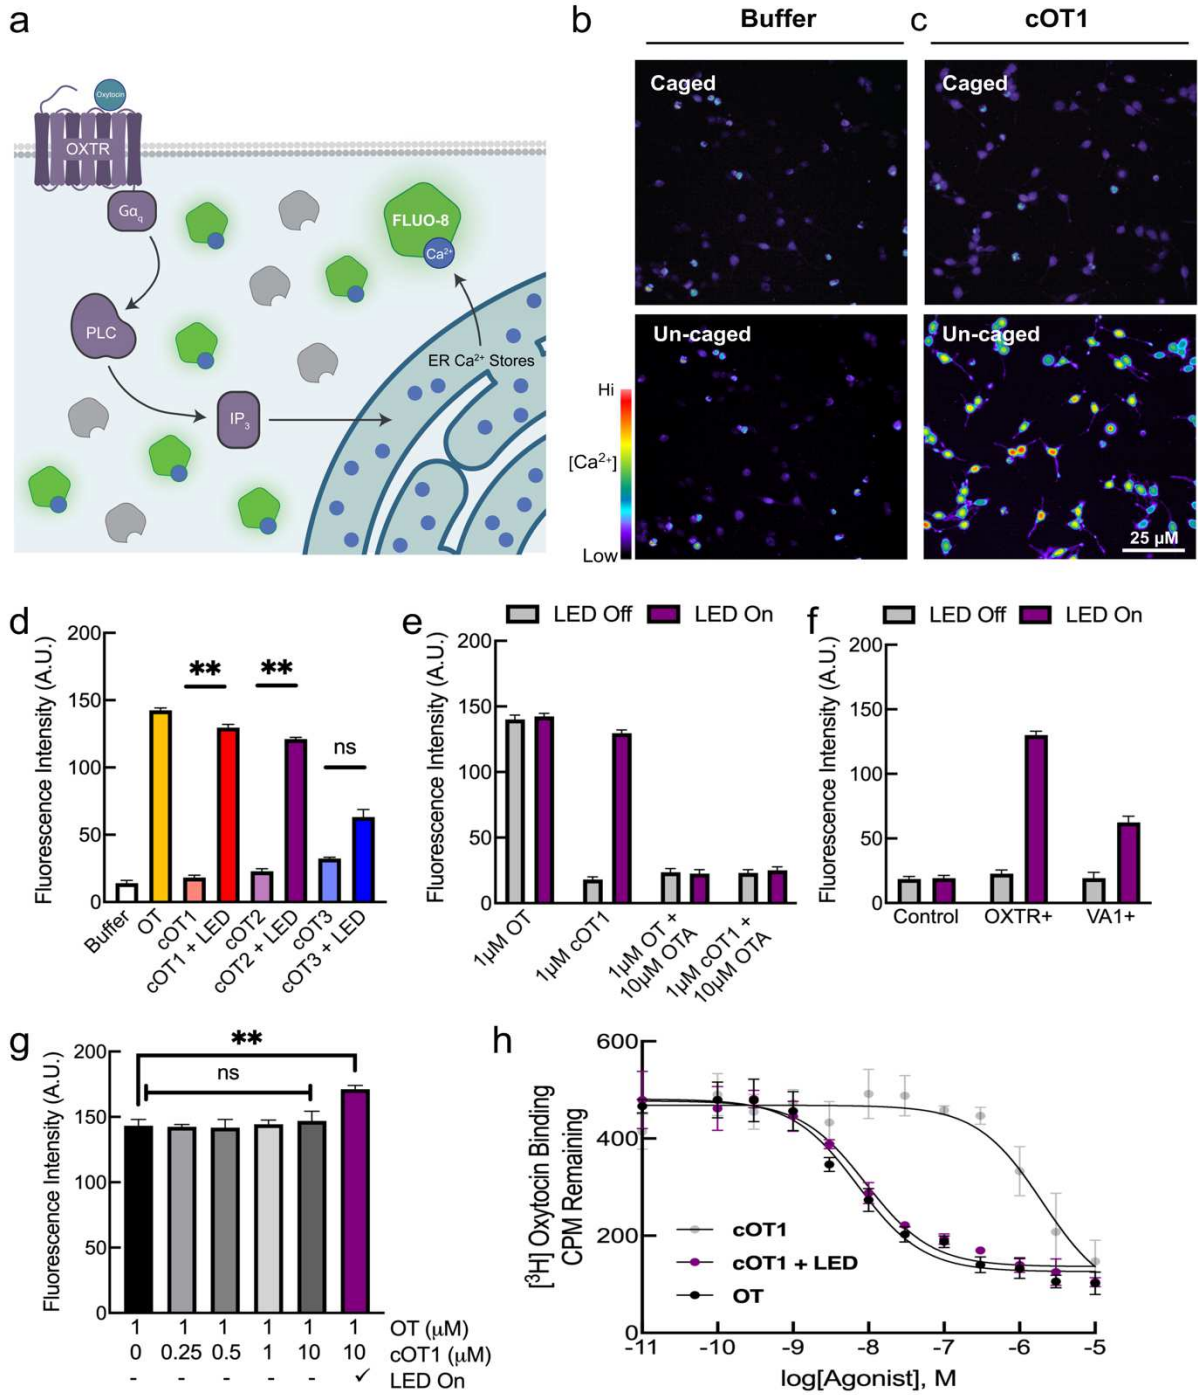 a
Oxytocin
OXTR
Gαq
FLUO-8
Ca²⁺
PLC
ER Ca²⁺ Stores
IP₃
b
Buffer
c
cOT1
Caged
Caged
Un-caged
Un-caged
Hi
[Ca²⁺]
Low
25 µM
d
Fluorescence Intensity (A.U.)
200
150
100
50
0
**
**
ns
Buffer
OT
cOT1
cOT1 + LED
cOT2
cOT2 + LED
cOT3
cOT3 + LED
e
LED Off
LED On
Fluorescence Intensity (A.U.)
200
150
100
50
0
1µM OT
1µM cOT1
1µM OT +
10µM OTA
1µM cOT1 +
10µM OTA
f
LED Off
LED On
Fluorescence Intensity (A.U.)
200
150
100
50
0
Control
OXTR+
VA1+
g
Fluorescence Intensity (A.U.)
200
150
100
50
0
**
ns
1 1 1 1 1 1 OT (µM)
0 0.25 0.5 1 10 10 cOT1 (µM)
- - - - - ✓ LED On
h
[³H] Oxytocin Binding
CPM Remaining
600
400
200
0
cOT1
cOT1 + LED
OT
-11 -10 -9 -8 -7 -6 -5
log[Agonist], M